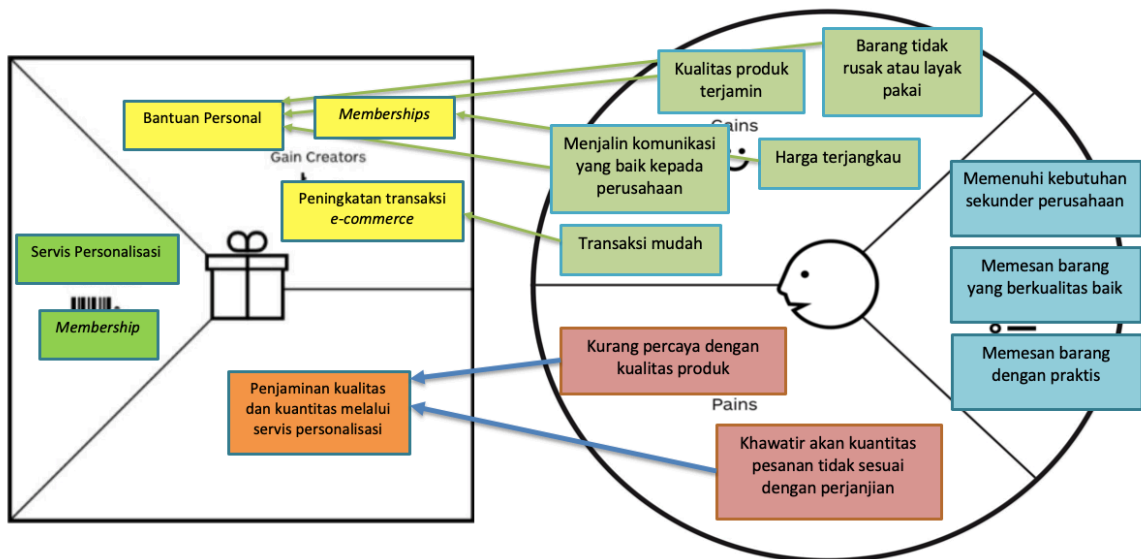 Bantuan Personal
Memberships
Gain Creators
Peningkatan transaksi
e-commerce
Servis Personalisasi
Membership
Penjaminan kualitas
dan kuantitas melalui
servis personalisasi
Kualitas produk
terjamin
Barang tidak
rusak atau layak
pakai
Gains
Menjalin komunikasi
yang baik kepada
perusahaan
Harga terjangkau
Transaksi mudah
Memenuhi kebutuhan
sekunder perusahaan
Memesan barang
yang berkualitas baik
Memesan barang
dengan praktis
Kurang percaya dengan
kualitas produk
Pains
Khawatir akan kuantitas
pesanan tidak sesuai
dengan perjanjian